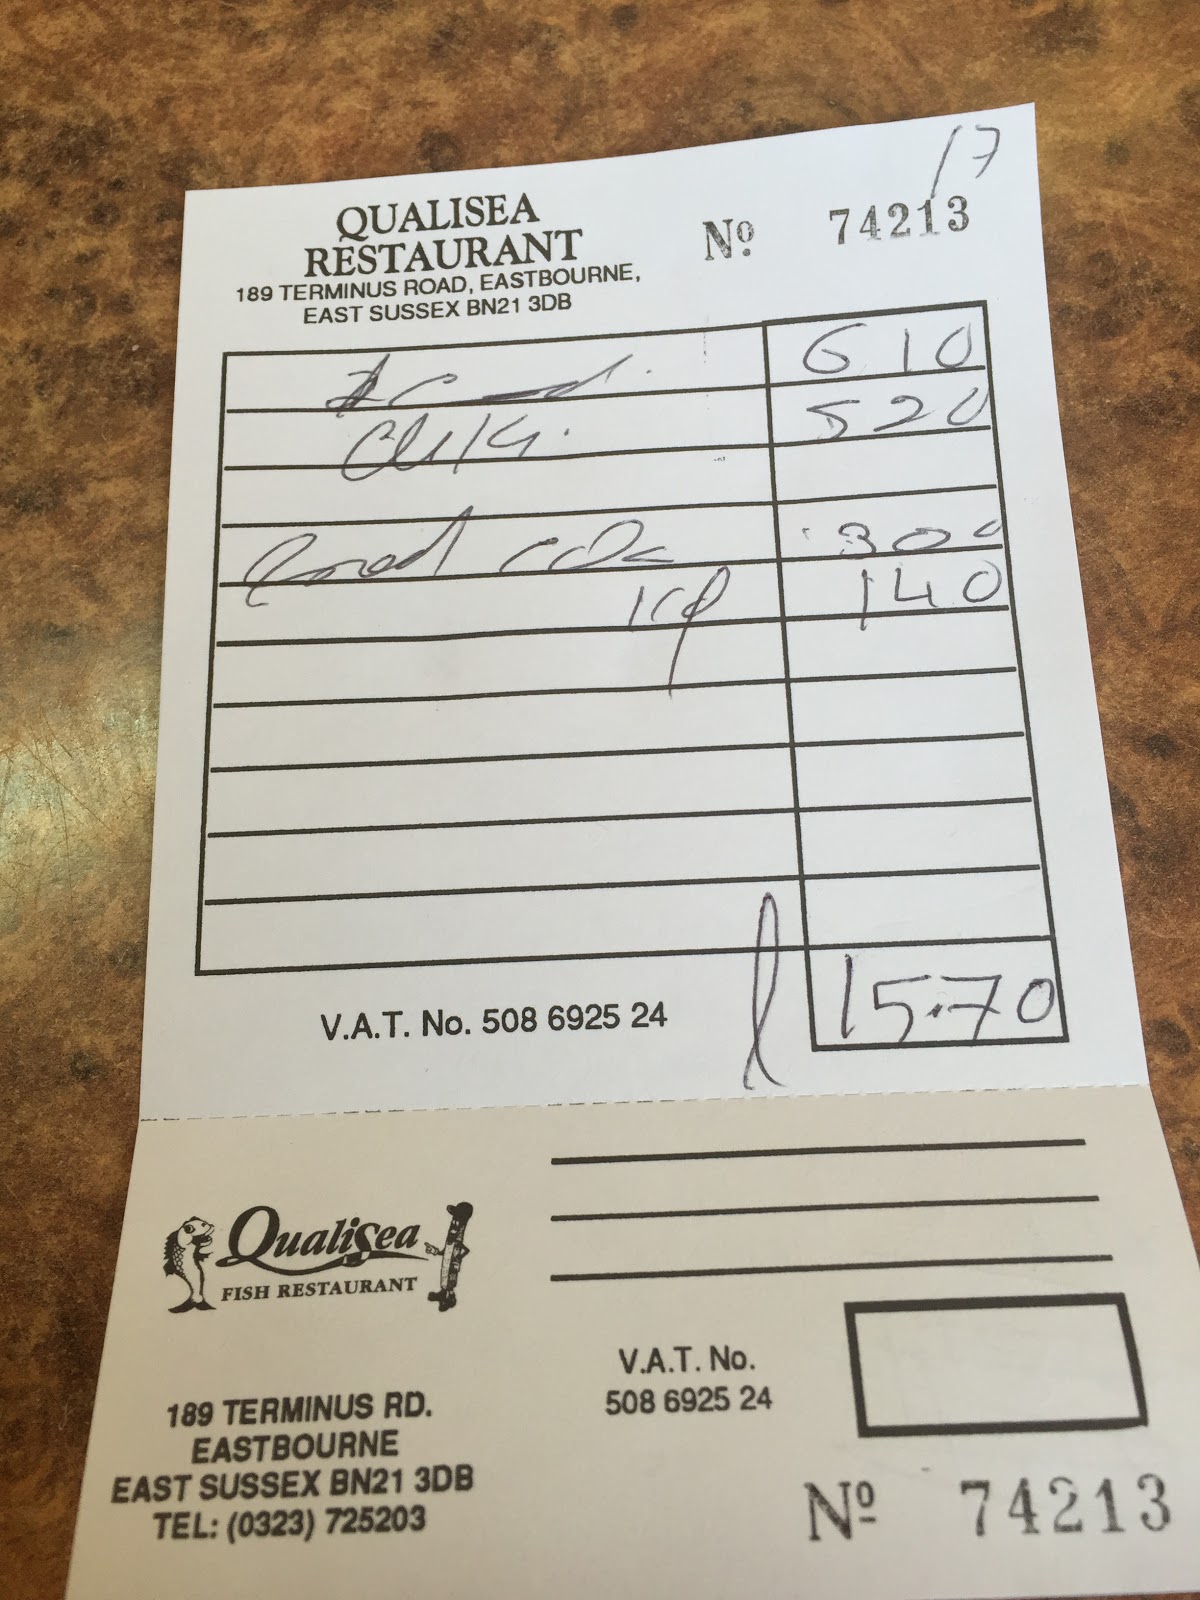 17
QUALISEA
RESTAURANT
Nº 74213
189 TERMINUS ROAD, EASTBOURNE,
EAST SUSSEX BN21 3DB
6 10
5 20
3 00
1 40
V.A.T. No. 508 6925 24
£ 15.70
QualiSea
FISH RESTAURANT
V.A.T. No.
508 6925 24
189 TERMINUS RD.
EASTBOURNE
EAST SUSSEX BN21 3DB
TEL: (0323) 725203
Nº 74213